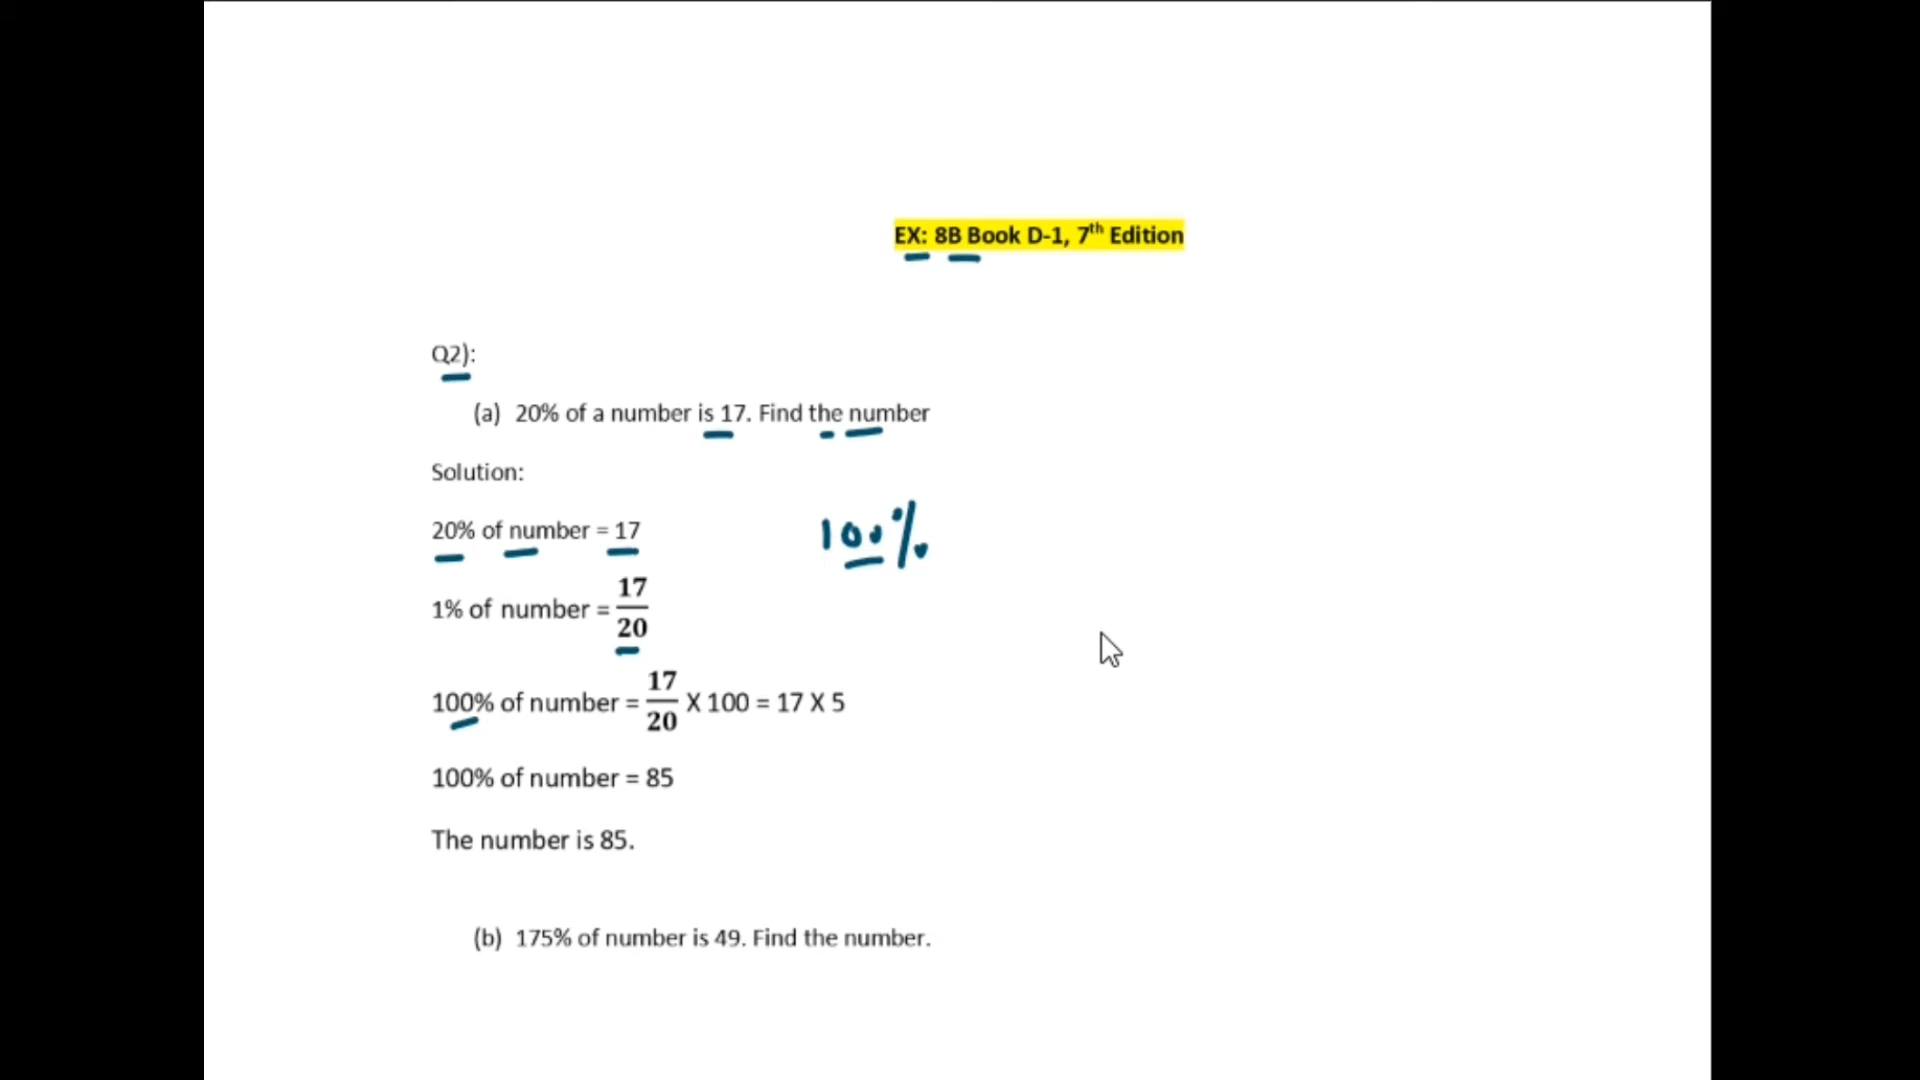 EX: 8B Book D-1, 7th Edition
Q2):
(a) 20% of a number is 17. Find the number
Solution:
20% of number = 17
100%
1% of number = 17/20
100% of number = 17/20 X 100 = 17 X 5
100% of number = 85
The number is 85.
(b) 175% of number is 49. Find the number.